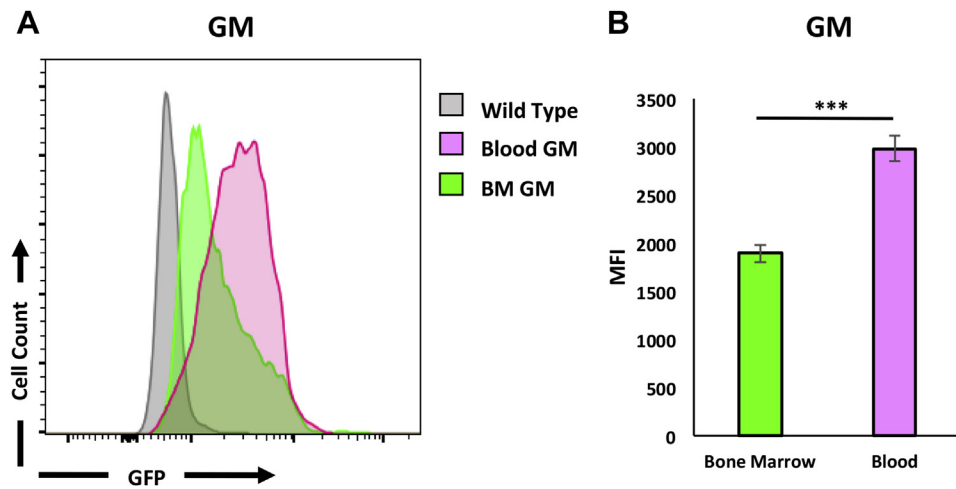 A
GM
Cell Count
GFP
Wild Type
Blood GM
BM GM
B
GM
***
MFI
3500
3000
2500
2000
1500
1000
500
0
Bone Marrow
Blood